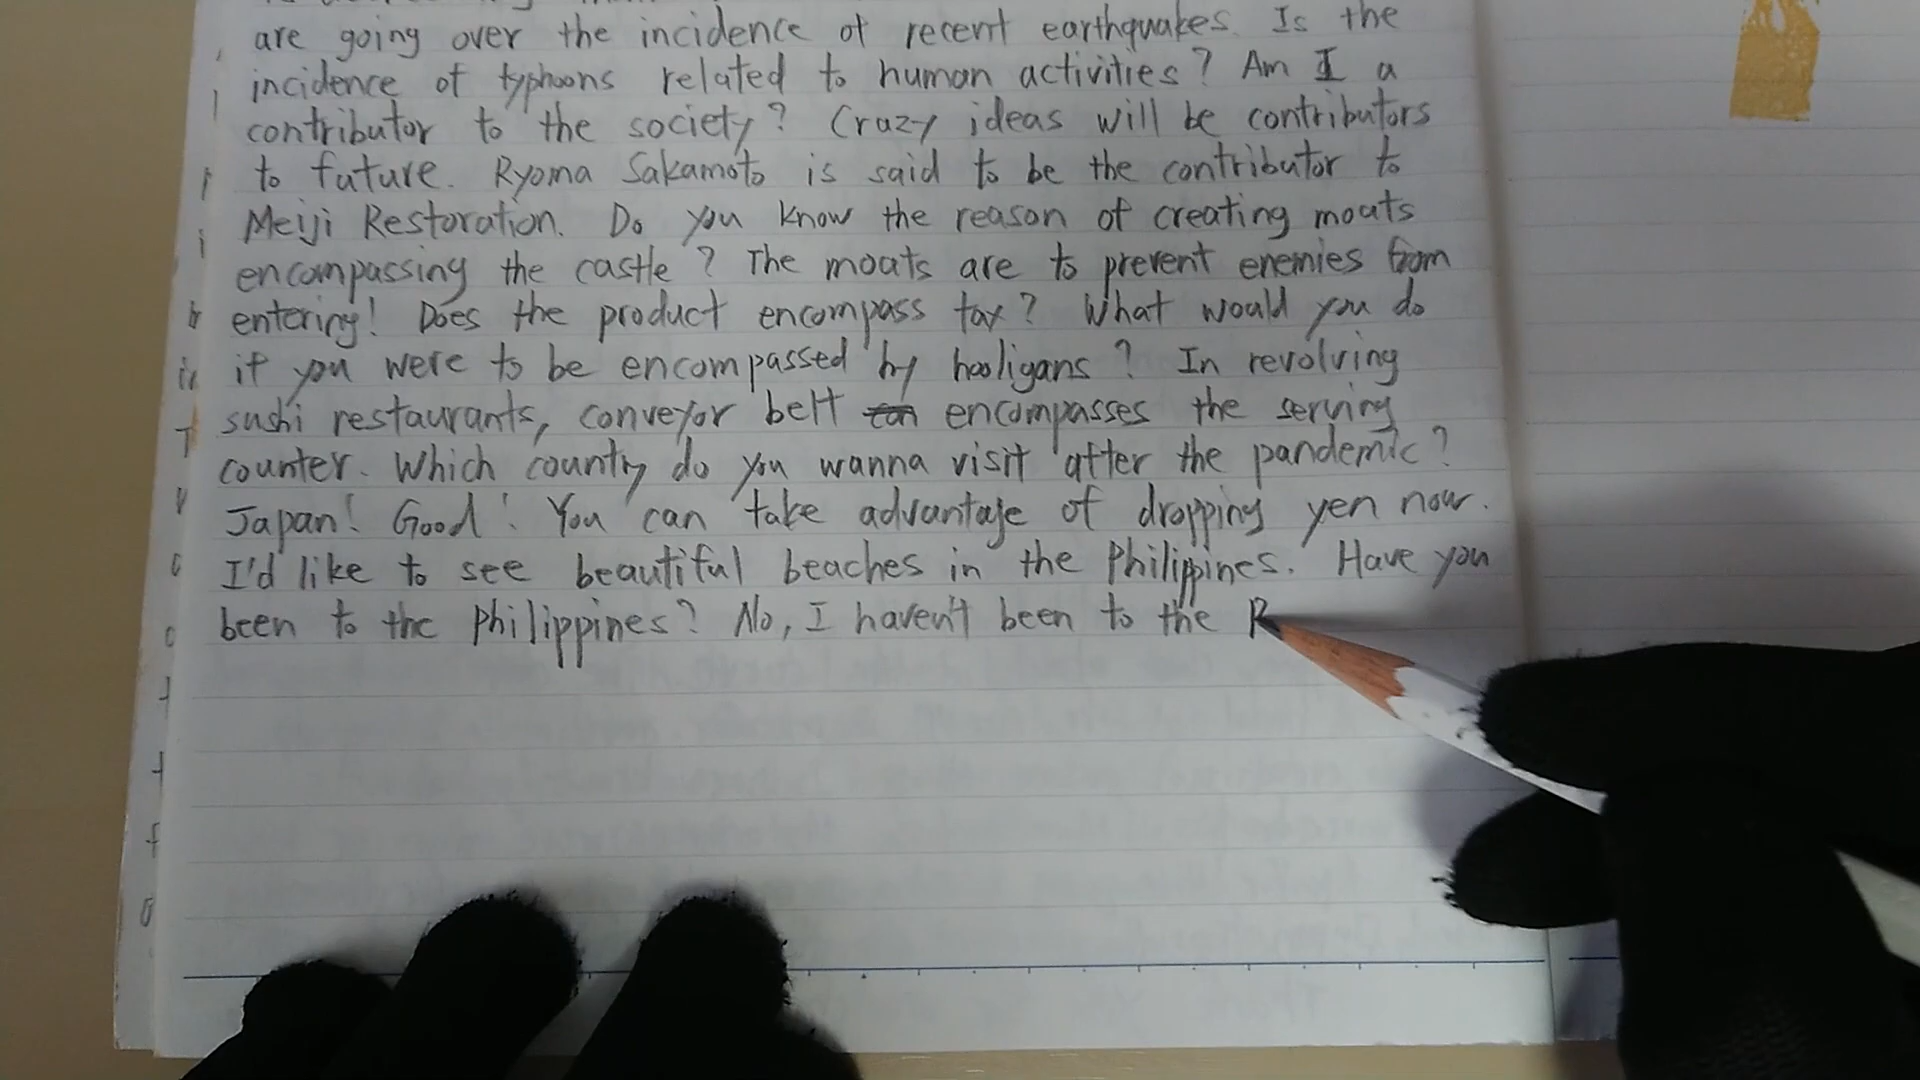 are going over the incidence of recent earthquakes. Is the
incidence of typhoons related to human activities? Am I a
contributor to the society? Crazy ideas will be contributors
to future. Ryoma Sakamoto is said to be the contributor to
Meiji Restoration. Do you know the reason of creating moats
encompassing the castle? The moats are to prevent enemies from
entering! Does the product encompass tax? What would you do
if you were to be encompassed by hooligans? In revolving
sushi restaurants, conveyor belt encompasses the serving
counter. Which country do you wanna visit after the pandemic?
Japan! Good! You can take advantage of dropping yen now.
I'd like to see beautiful beaches in the Philippines. Have you
been to the Philippines? No, I haven't been to the P